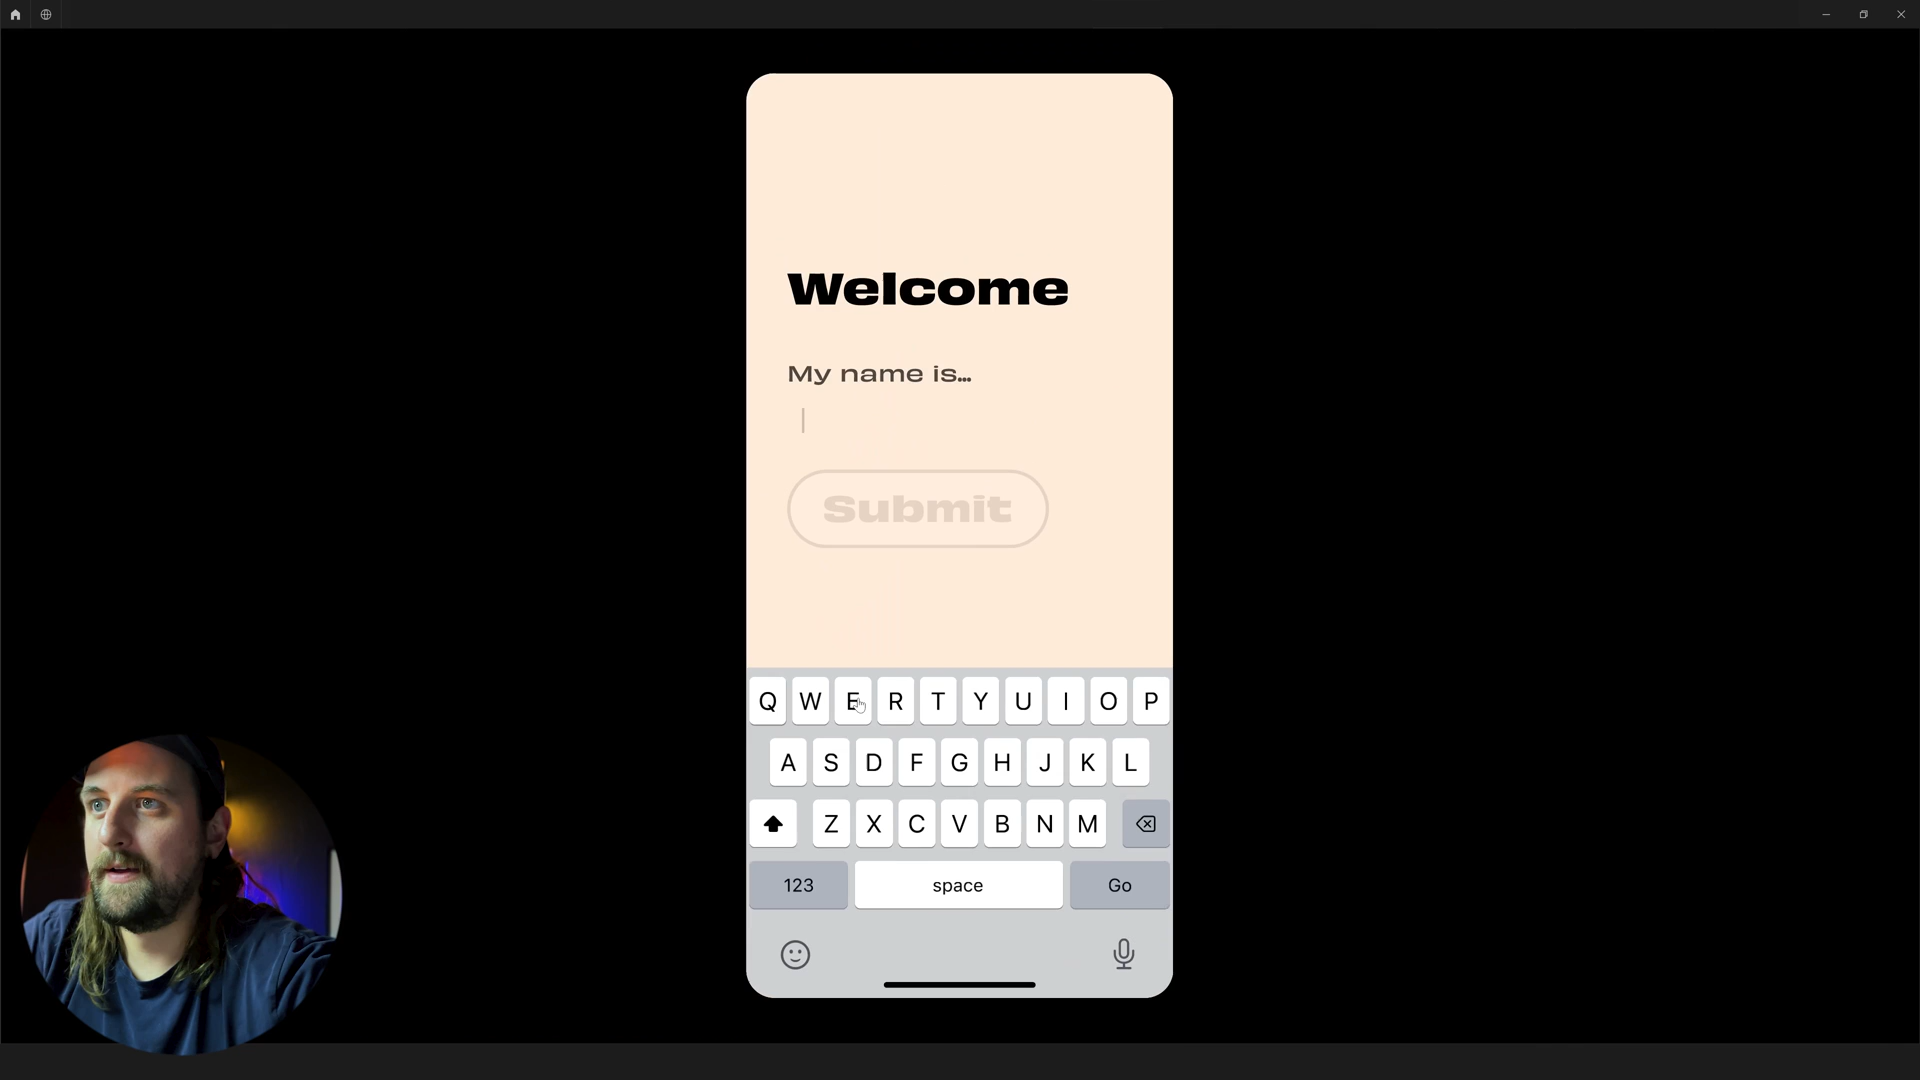 Welcome
My name is...
Submit
Q W E R T Y U I O P
A S D F G H J K L
Z X C V B N M
123 space Go